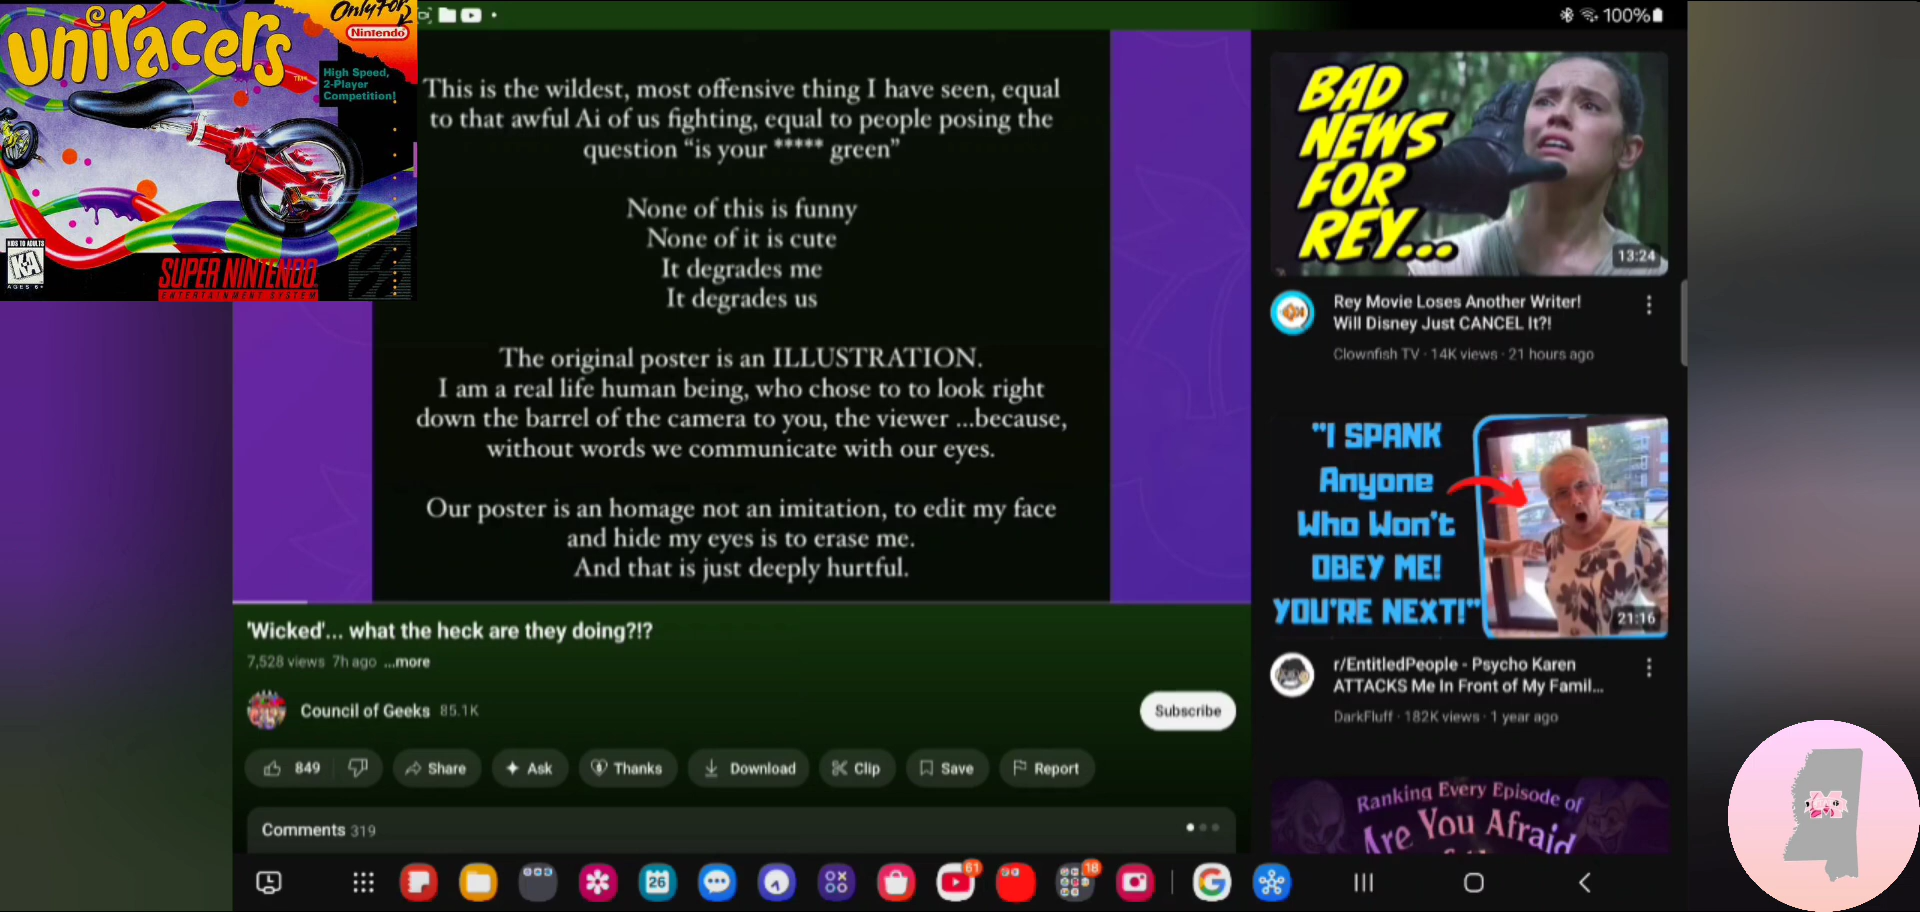 uniracers
TM
Only For
Nintendo
High Speed,
2-Player
Competition!
KIDS TO ADULTS
K-A
AGES 6+
SUPER NINTENDO
ENTERTAINMENT SYSTEM
100%
This is the wildest, most offensive thing I have seen, equal
to that awful Ai of us fighting, equal to people posing the
question “is your ***** green”
None of this is funny
None of it is cute
It degrades me
It degrades us
The original poster is an ILLUSTRATION.
I am a real life human being, who chose to to look right
down the barrel of the camera to you, the viewer ...because,
without words we communicate with our eyes.
Our poster is an homage not an imitation, to edit my face
and hide my eyes is to erase me.
And that is just deeply hurtful.
'Wicked'... what the heck are they doing?!?
7,528 views 7h ago ...more
Council of Geeks 85.1K
Subscribe
849
Share
Ask
Thanks
Download
Clip
Save
Report
Comments 319
BAD
NEWS
FOR
REY...
13:24
Rey Movie Loses Another Writer!
Will Disney Just CANCEL It?!
Clownfish TV · 14K views · 21 hours ago
"I SPANK
Anyone
Who Won't
OBEY ME!
YOU'RE NEXT!"
21:16
r/EntitledPeople - Psycho Karen
ATTACKS Me In Front of My Famil...
DarkFluff · 182K views · 1 year ago
Ranking Every Episode of
Are You Afraid
26
61
18